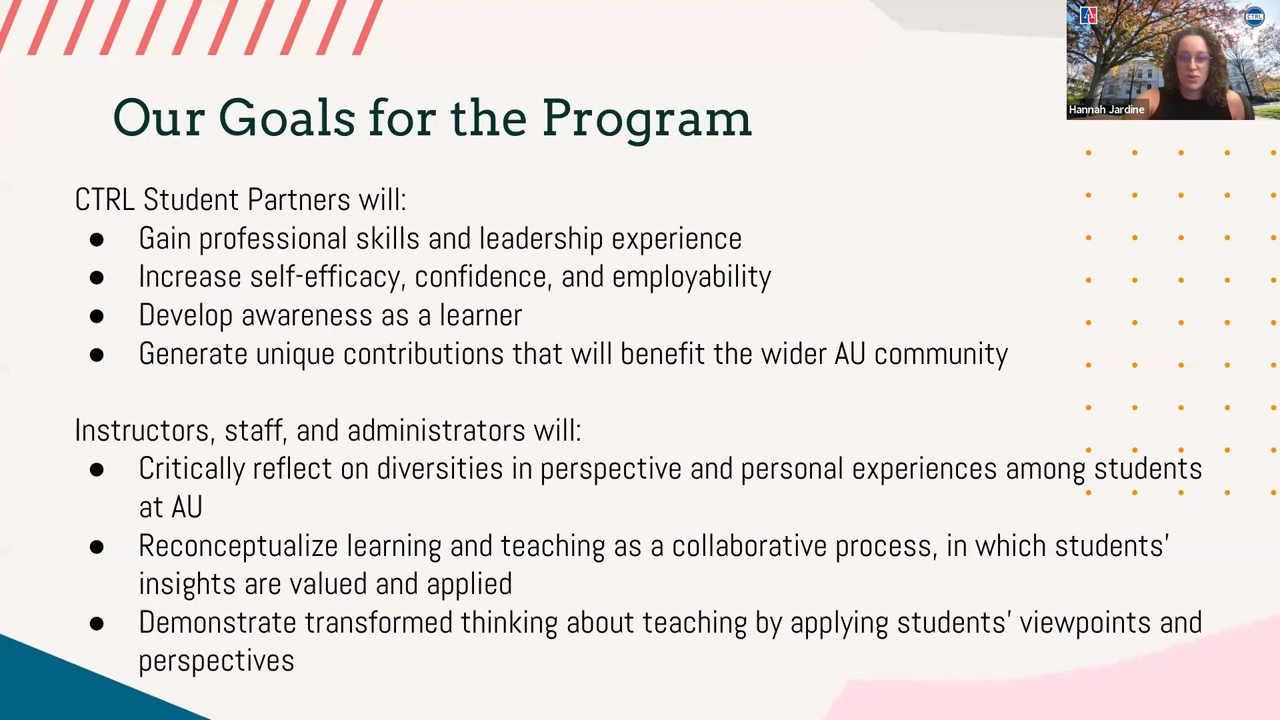 CTRL
Hannah Jardine
Our Goals for the Program
CTRL Student Partners will:
● Gain professional skills and leadership experience
● Increase self-efficacy, confidence, and employability
● Develop awareness as a learner
● Generate unique contributions that will benefit the wider AU community
Instructors, staff, and administrators will:
● Critically reflect on diversities in perspective and personal experiences among students
at AU
● Reconceptualize learning and teaching as a collaborative process, in which students’
insights are valued and applied
● Demonstrate transformed thinking about teaching by applying students’ viewpoints and
perspectives